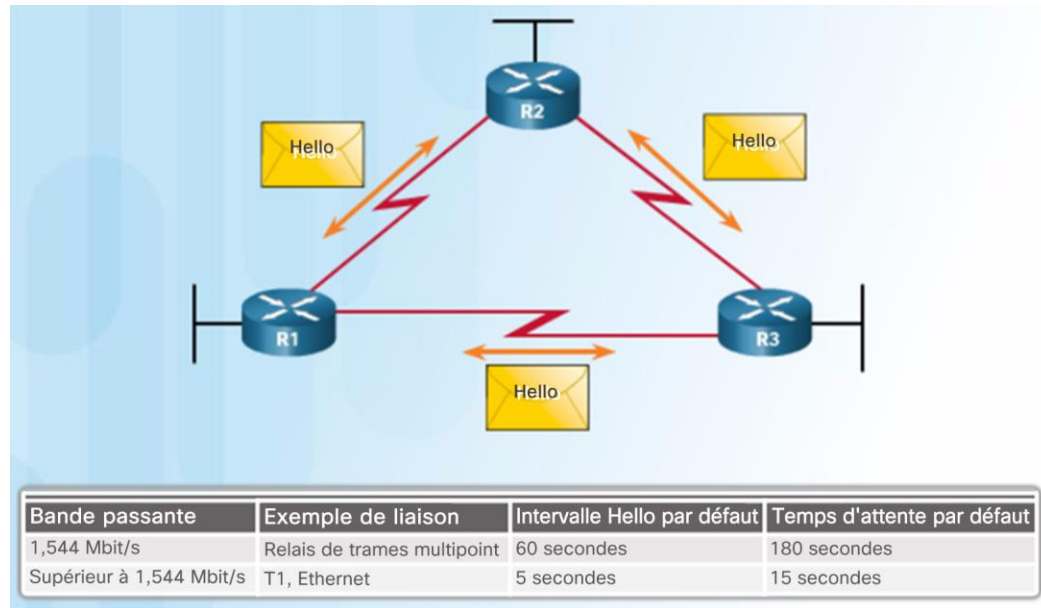 R2
Hello
Hello
R1
R3
Hello
Bande passante Exemple de liaison Intervalle Hello par défaut Temps d'attente par défaut
1,544 Mbit/s Relais de trames multipoint 60 secondes 180 secondes
Supérieur à 1,544 Mbit/s T1, Ethernet 5 secondes 15 secondes